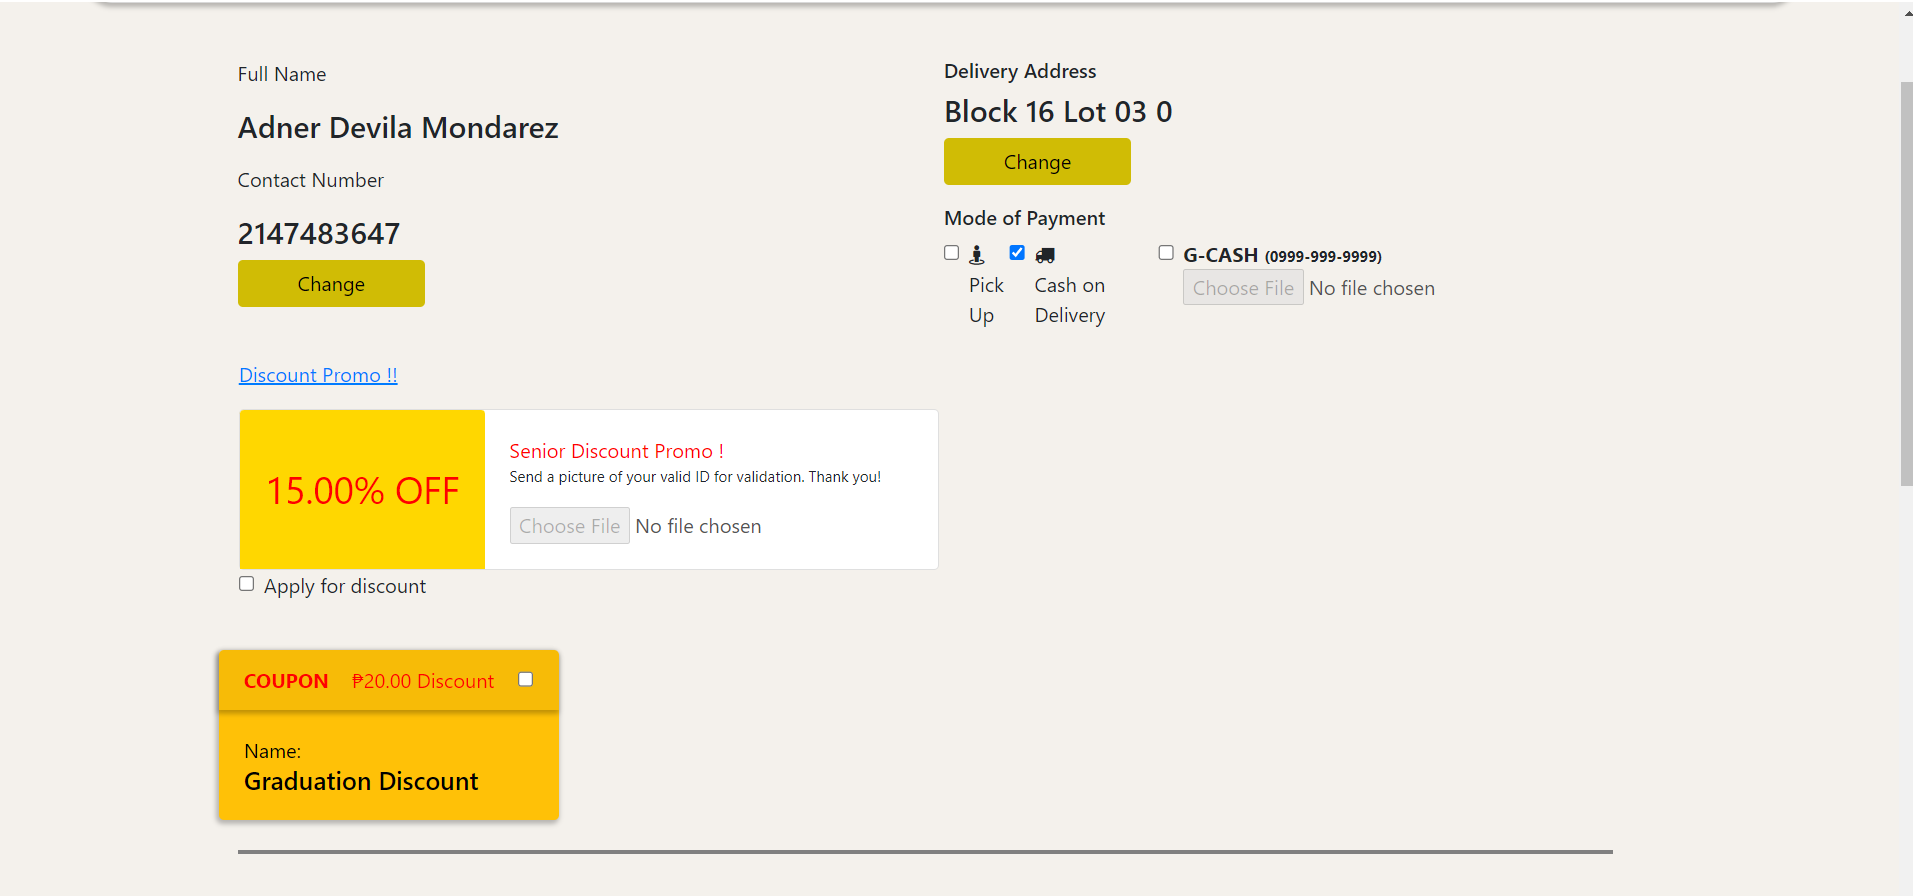 Full Name
Adner Devila Mondarez
Contact Number
2147483647
Change
Delivery Address
Block 16 Lot 03 0
Change
Mode of Payment
Pick
Up
Cash on
Delivery
G-CASH (0999-999-9999)
Choose File No file chosen
Discount Promo !!
15.00% OFF
Senior Discount Promo !
Send a picture of your valid ID for validation. Thank you!
Choose File No file chosen
Apply for discount
COUPON ₱20.00 Discount
Name:
Graduation Discount